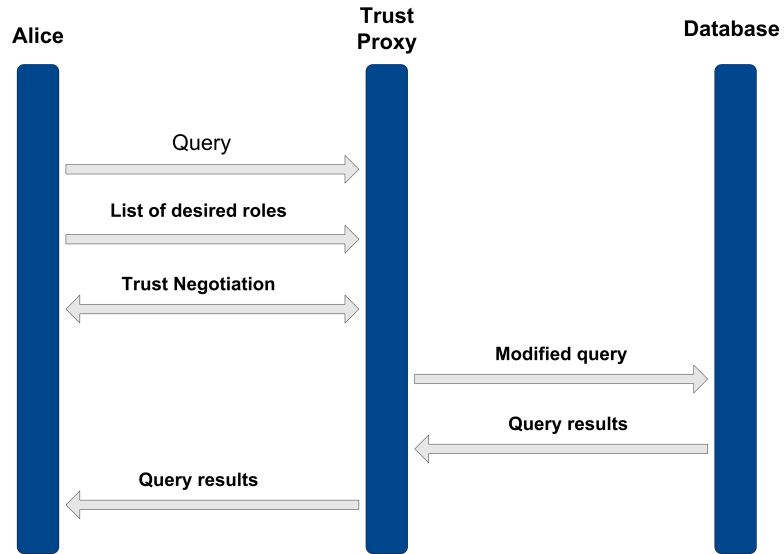 Alice
Trust
Proxy
Database
Query
List of desired roles
Trust Negotiation
Modified query
Query results
Query results